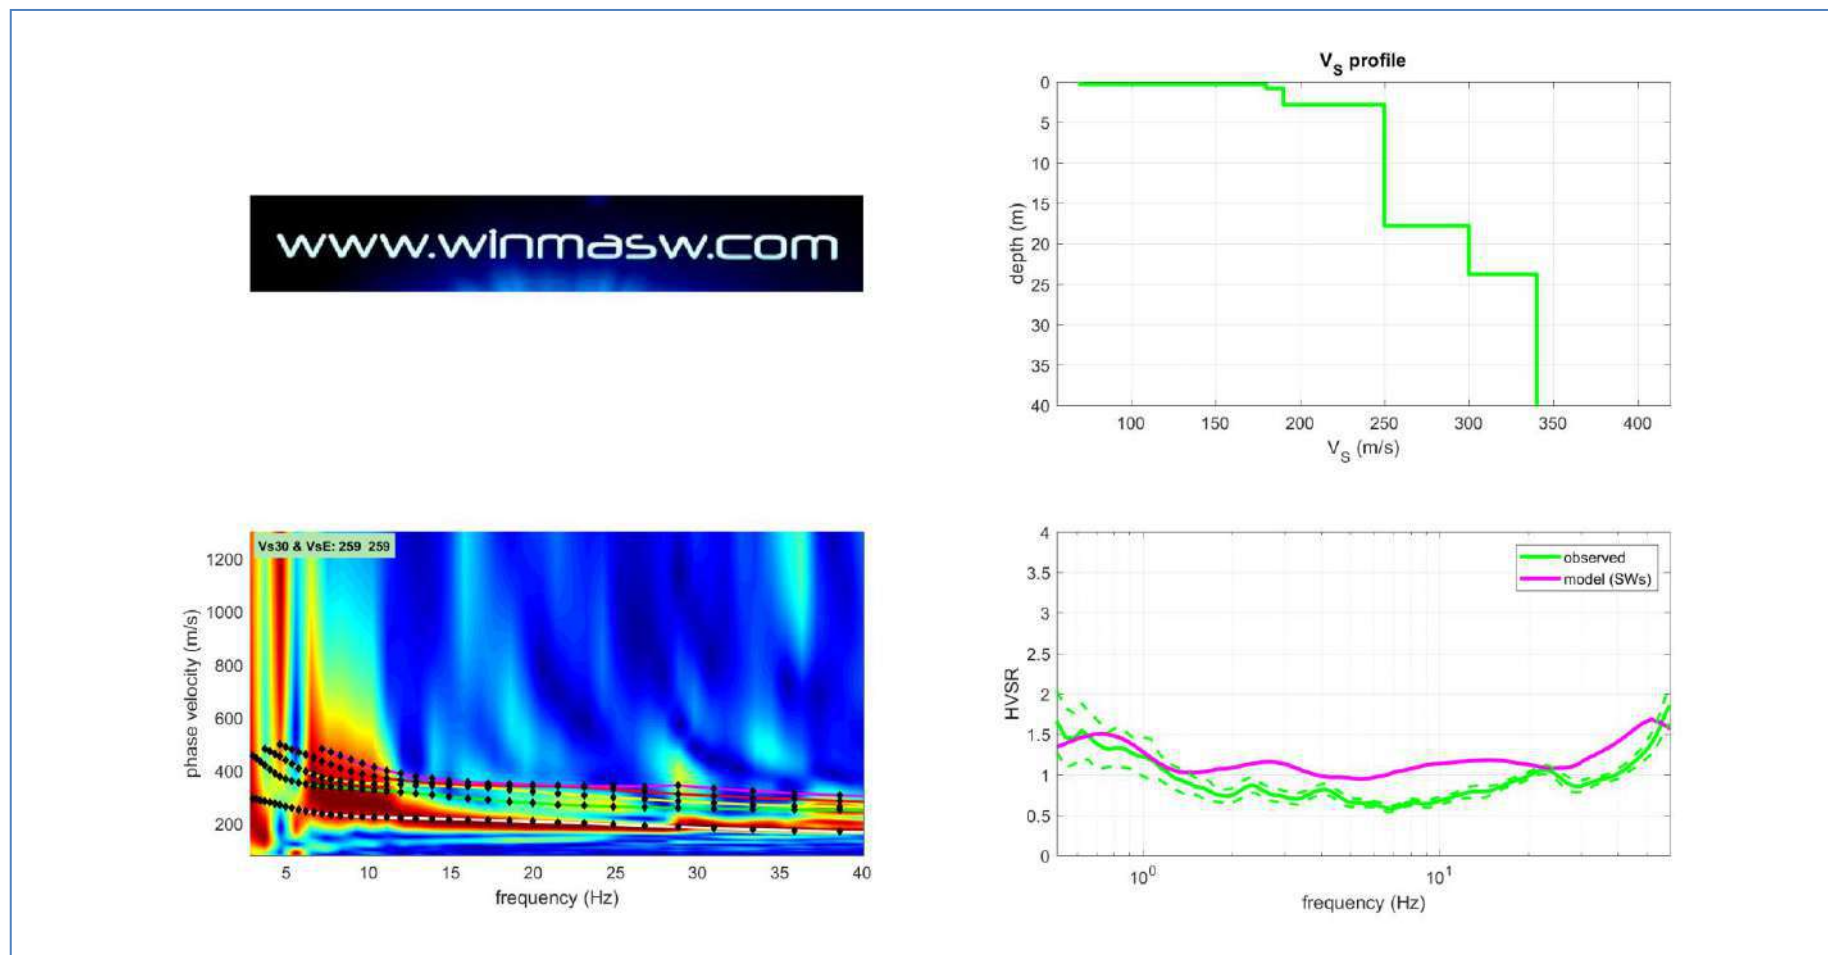 www.winmasw.com
V_S profile
0
5
10
15
20
25
30
35
40
depth (m)
100 150 200 250 300 350 400
V_S (m/s)
Vs30 & VsE: 259 259
1200
1000
800
600
400
200
phase velocity (m/s)
5 10 15 20 25 30 35 40
frequency (Hz)
4
3.5
3
2.5
2
1.5
1
0.5
0
HVSR
observed
model (SWs)
10^0 10^1
frequency (Hz)